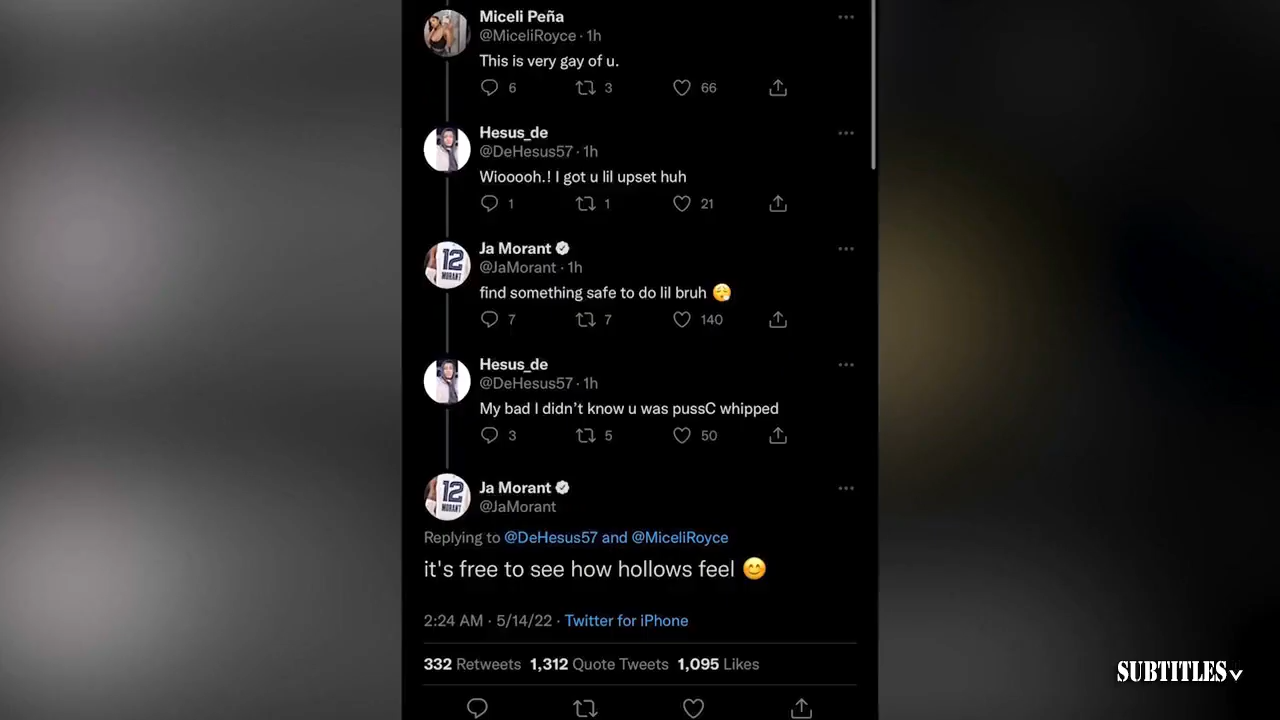 Miceli Peña
@MiceliRoyce · 1h
This is very gay of u.
6 3 66
Hesus_de
@DeHesus57 · 1h
Wiooooh.! I got u lil upset huh
1 1 21
Ja Morant
@JaMorant · 1h
find something safe to do lil bruh 😮‍💨
7 7 140
Hesus_de
@DeHesus57 · 1h
My bad I didn’t know u was pussC whipped
3 5 50
12
MORANT
Ja Morant
@JaMorant
Replying to @DeHesus57 and @MiceliRoyce
it's free to see how hollows feel 😊
2:24 AM · 5/14/22 · Twitter for iPhone
332 Retweets 1,312 Quote Tweets 1,095 Likes
SUBTITLES